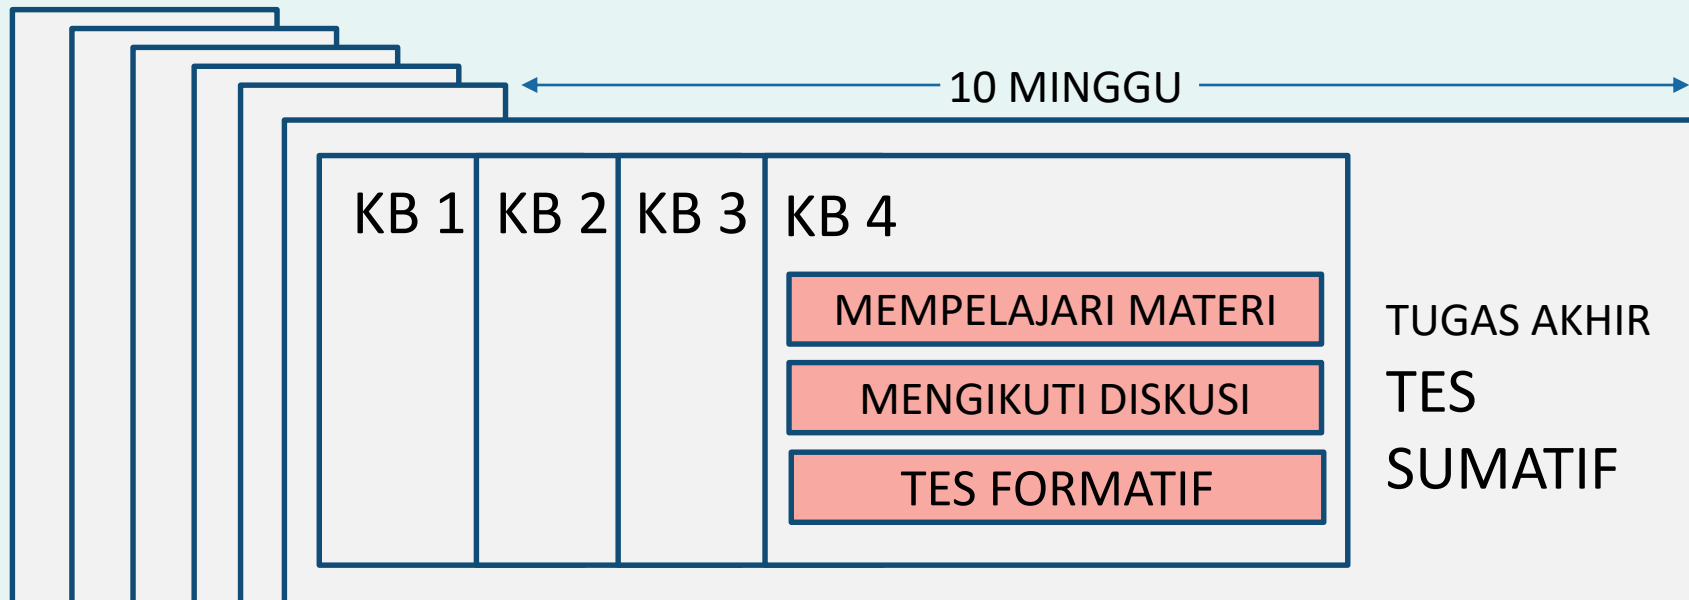 10 MINGGU
KB 1
KB 2
KB 3
KB 4
MEMPELAJARI MATERI
MENGIKUTI DISKUSI
TES FORMATIF
TUGAS AKHIR
TES
SUMATIF